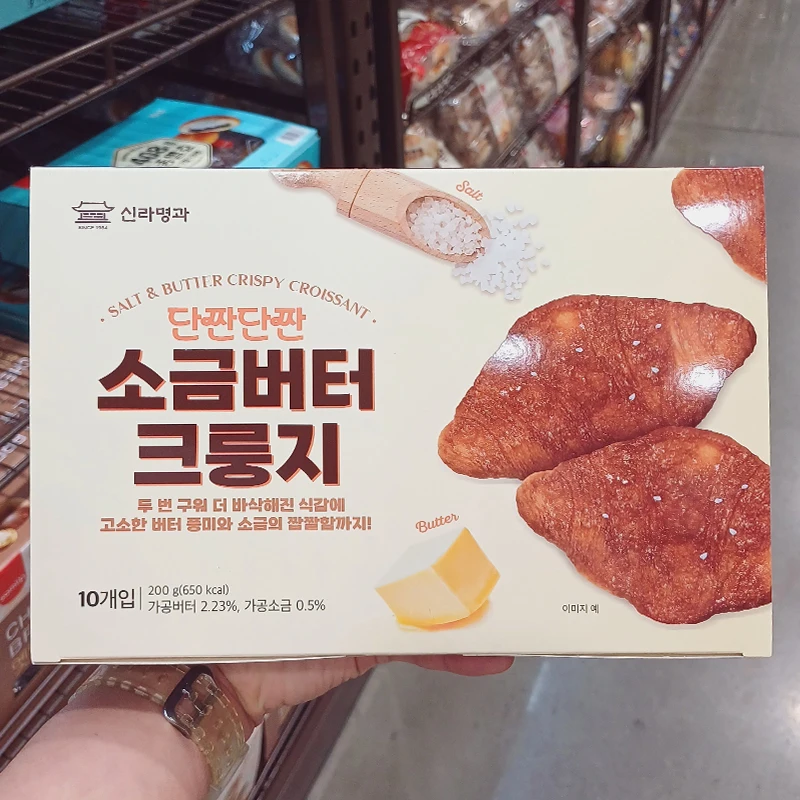 신라명과
SINCE 1984
Salt
· SALT & BUTTER CRISPY CROISSANT ·
단짠단짠
소금버터
크룽지
두 번 구워 더 바삭해진 식감에
고소한 버터 풍미와 소금의 짭짤함까지!
Butter
10개입
200 g(650 kcal)
가공버터 2.23%, 가공소금 0.5%
이미지 예